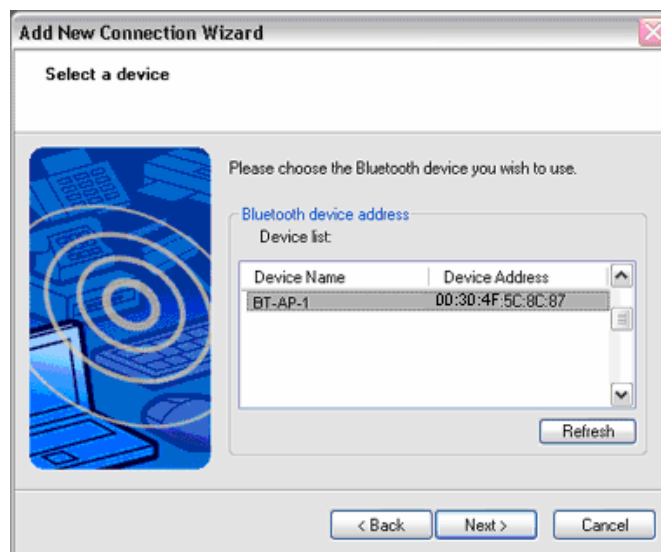 Add New Connection Wizard
Select a device
Please choose the Bluetooth device you wish to use.
Bluetooth device address
Device list:
Device Name Device Address
BT-AP-1 00:30:4F:5C:8C:87
Refresh
< Back Next > Cancel